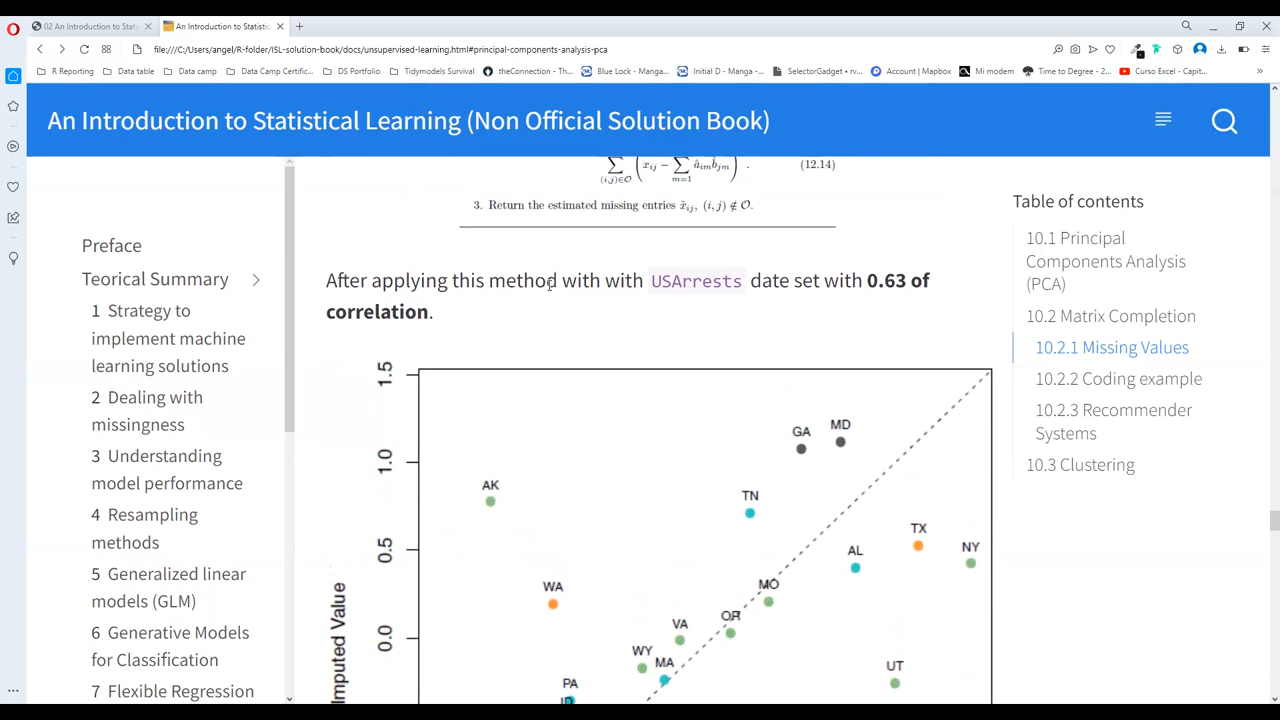 02 An Introduction to Stati
An Introduction to Statistic
file:///C:/Users/angel/R-folder/ISL-solution-book/docs/unsupervised-learning.html#principal-components-analysis-pca
R Reporting
Data table
Data camp
Data Camp Certific...
DS Portfolio
Tidymodels Survival
theConnection - Th...
Blue Lock - Manga...
Initial D - Manga -...
SelectorGadget • rv...
Account | Mapbox
Mi modem
Time to Degree - 2...
Curso Excel - Capit...
An Introduction to Statistical Learning (Non Official Solution Book)
Preface
Teorical Summary
1 Strategy to
implement machine
learning solutions
2 Dealing with
missingness
3 Understanding
model performance
4 Resampling
methods
5 Generalized linear
models (GLM)
6 Generative Models
for Classification
7 Flexible Regression
(12.14)
3. Return the estimated missing entries x̃ij, (i, j) ∉ O.
After applying this method with with USArrests date set with 0.63 of
correlation.
1.5
1.0
0.5
0.0
Imputed Value
GA
MD
AK
TN
TX
AL
NY
WA
MO
OR
VA
WY
MA
UT
PA
Table of contents
10.1 Principal
Components Analysis
(PCA)
10.2 Matrix Completion
10.2.1 Missing Values
10.2.2 Coding example
10.2.3 Recommender
Systems
10.3 Clustering